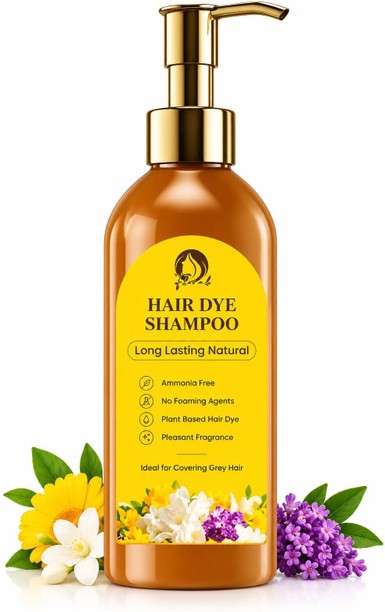 HAIR DYE
SHAMPOO
Long Lasting Natural
Ammonia Free
No Foaming Agents
Plant Based Hair Dye
Pleasant Fragrance
Ideal for Covering Grey Hair